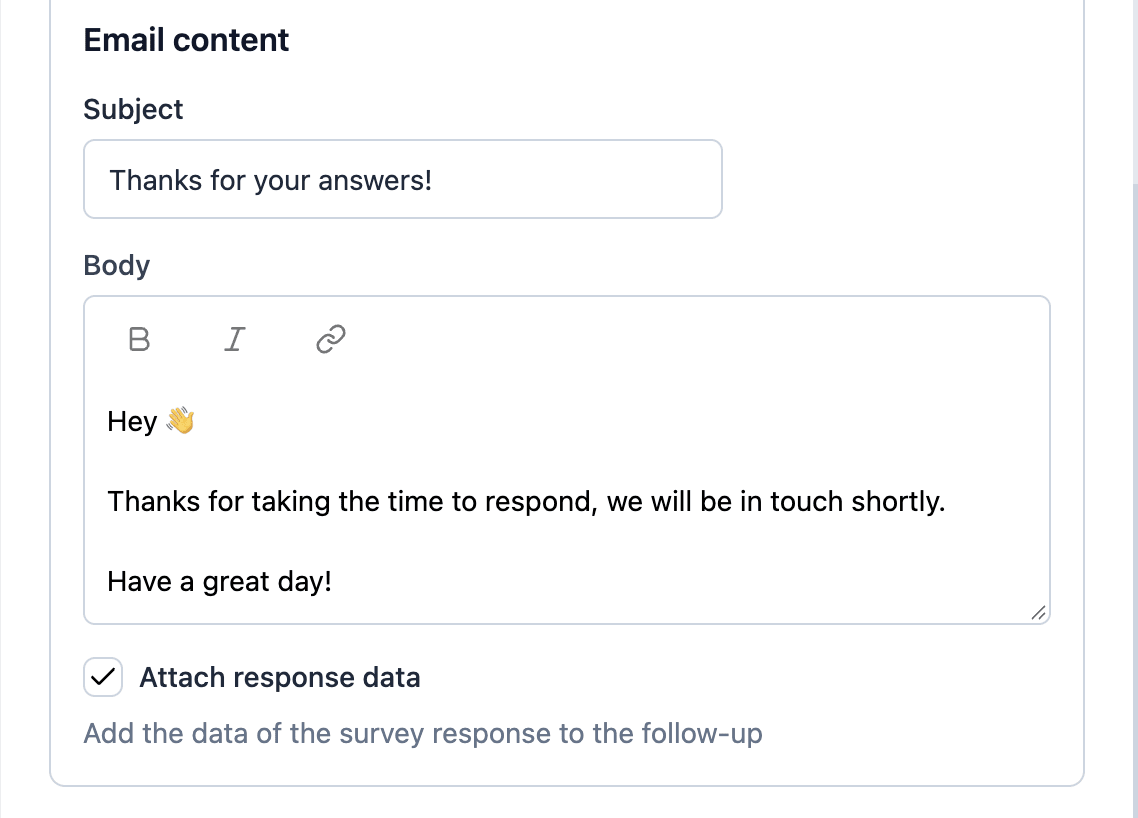 Email content
Subject
Thanks for your answers!
Body
Hey 👋
Thanks for taking the time to respond, we will be in touch shortly.
Have a great day!
Attach response data
Add the data of the survey response to the follow-up